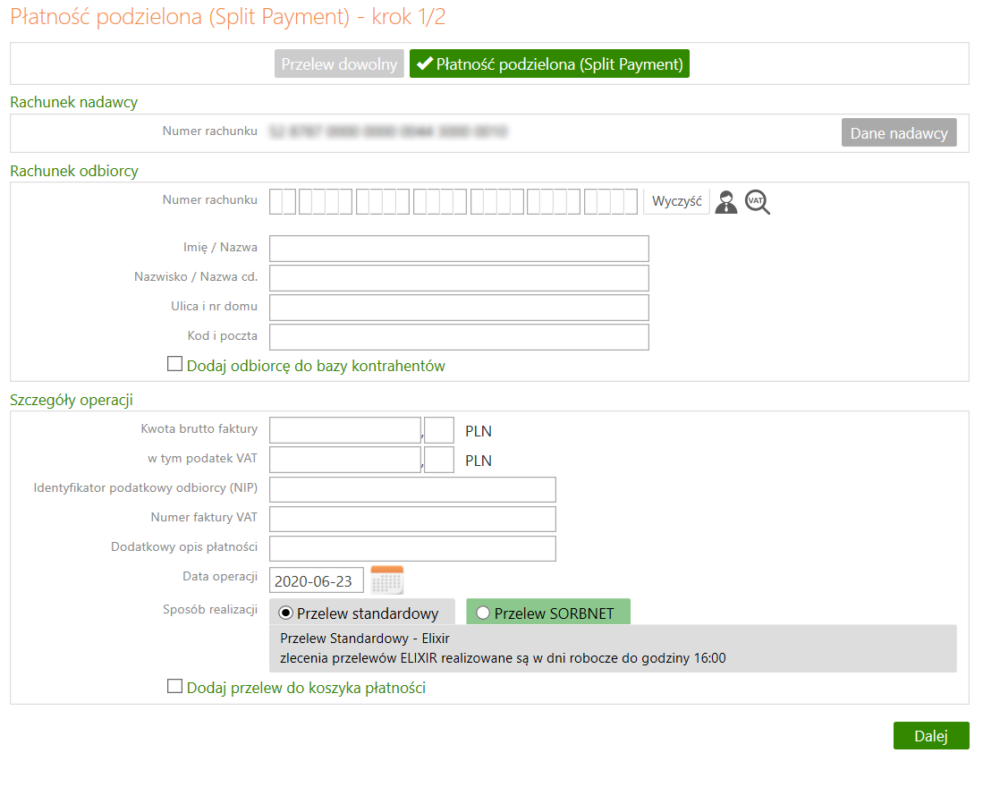 Płatność podzielona (Split Payment) - krok 1/2
Przelew dowolny Płatność podzielona (Split Payment)
Rachunek nadawcy
Numer rachunku
Dane nadawcy
Rachunek odbiorcy
Numer rachunku Wyczyść VAT
Imię / Nazwa
Nazwisko / Nazwa cd.
Ulica i nr domu
Kod i poczta
Dodaj odbiorcę do bazy kontrahentów
Szczegóły operacji
Kwota brutto faktury , PLN
w tym podatek VAT , PLN
Identyfikator podatkowy odbiorcy (NIP)
Numer faktury VAT
Dodatkowy opis płatności
Data operacji 2020-06-23
Sposób realizacji Przelew standardowy Przelew SORBNET
Przelew Standardowy - Elixir
zlecenia przelewów ELIXIR realizowane są w dni robocze do godziny 16:00
Dodaj przelew do koszyka płatności
Dalej